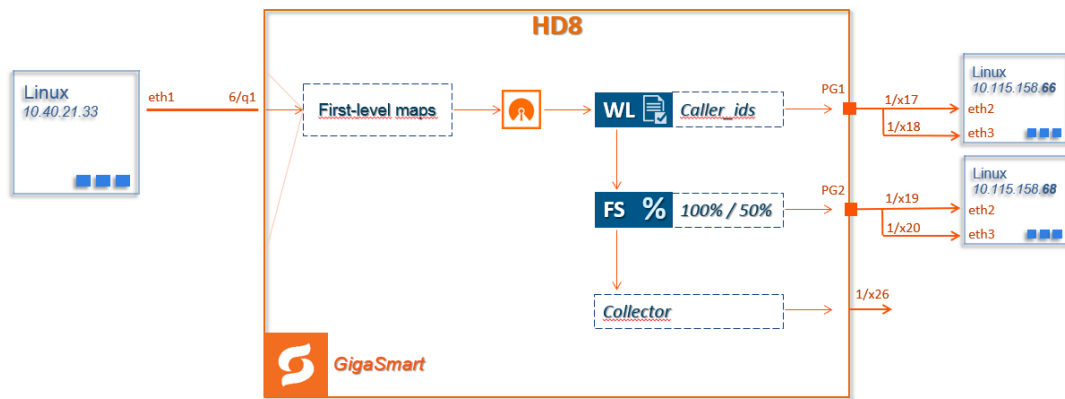 HD8
Linux
10.40.21.33
eth1
6/q1
First-level maps
WL
Caller_ids
PG1
1/x17
1/x18
Linux
10.115.158.66
eth2
eth3
FS % 100% / 50%
PG2
1/x19
1/x20
Linux
10.115.158.68
eth2
eth3
Collector
1/x26
GigaSmart